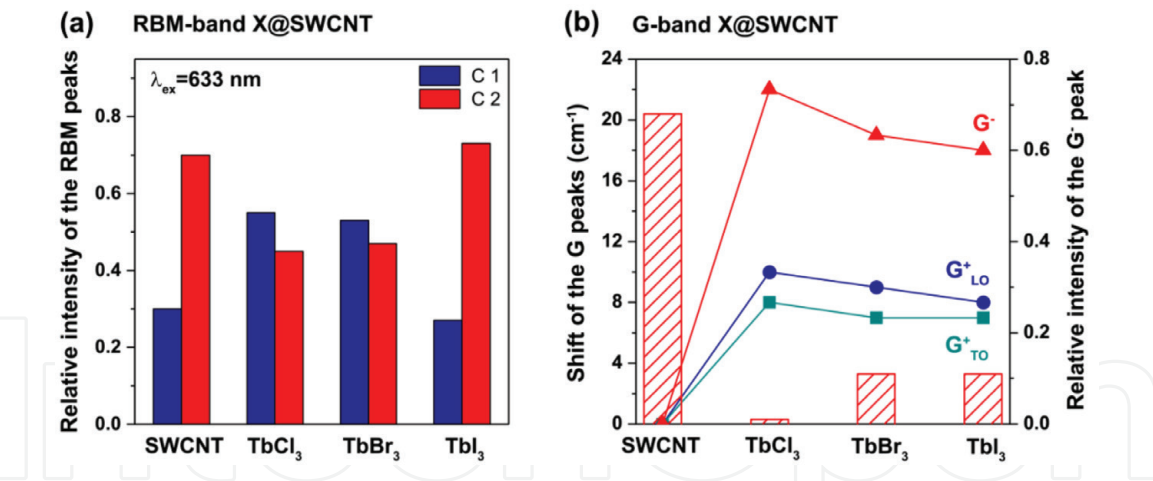 (a) RBM-band X@SWCNT
Relative intensity of the RBM peaks
λex=633 nm
C 1
C 2
0.8
0.6
0.4
0.2
0.0
SWCNT TbCl3 TbBr3 TbI3
(b) G-band X@SWCNT
Shift of the G peaks (cm-1)
24
20
16
12
8
4
0
G-
G+LO
G+TO
0.8
0.6
0.4
0.2
0.0
Relative intensity of the G- peak
SWCNT TbCl3 TbBr3 TbI3